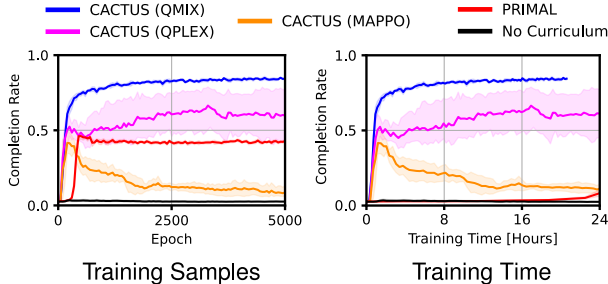 CACTUS (QMIX)
CACTUS (QPLEX)
CACTUS (MAPPO)
PRIMAL
No Curriculum
Completion Rate
1.0
0.5
0.0
0
2500
5000
Epoch
Training Samples
Completion Rate
1.0
0.5
0.0
0
8
16
24
Training Time [Hours]
Training Time